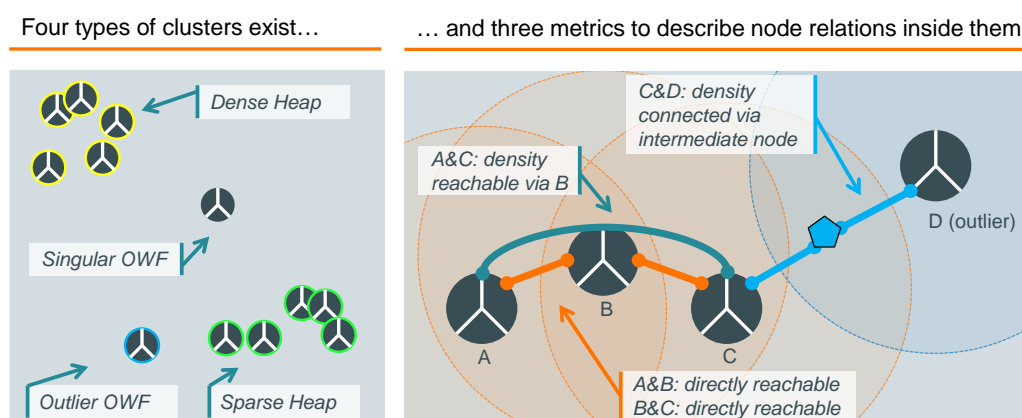 Four types of clusters exist…
… and three metrics to describe node relations inside them
Dense Heap
Singular OWF
Outlier OWF
Sparse Heap
C&D: density
connected via
intermediate node
A&C: density
reachable via B
D (outlier)
B
A
C
A&B: directly reachable
B&C: directly reachable